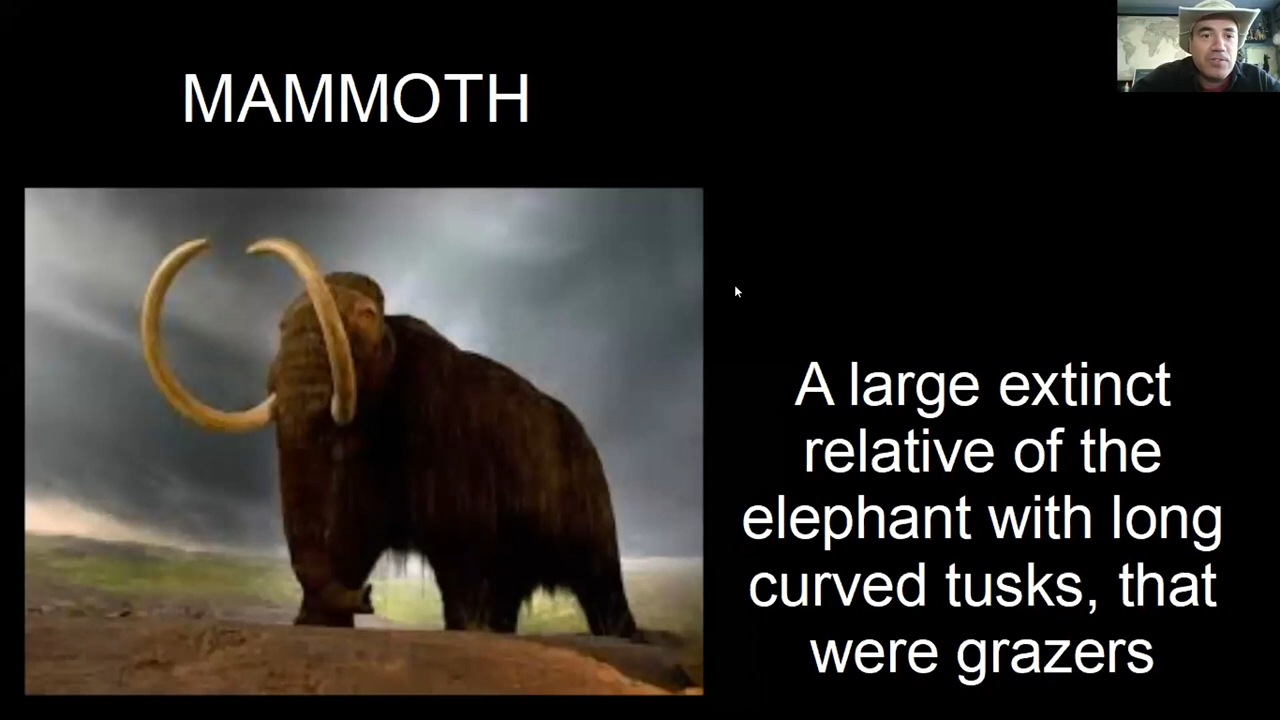 MAMMOTH
A large extinct
relative of the
elephant with long
curved tusks, that
were grazers